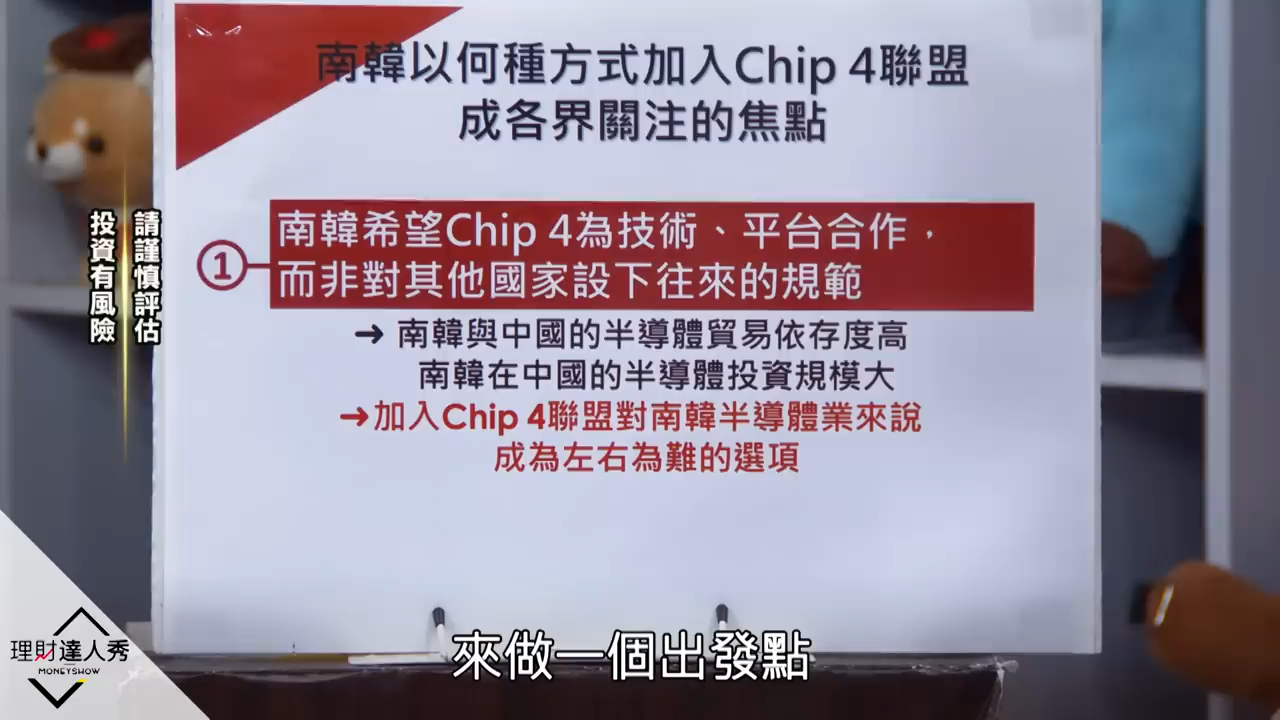 南韓以何種方式加入Chip 4聯盟
成各界關注的焦點
① 南韓希望Chip 4為技術、平台合作，
而非對其他國家設下往來的規範
➜ 南韓與中國的半導體貿易依存度高
南韓在中國的半導體投資規模大
➜加入Chip 4聯盟對南韓半導體業來說
成為左右為難的選項
請謹慎評估
投資有風險
理財達人秀
MONEYSHOW
來做一個出發點